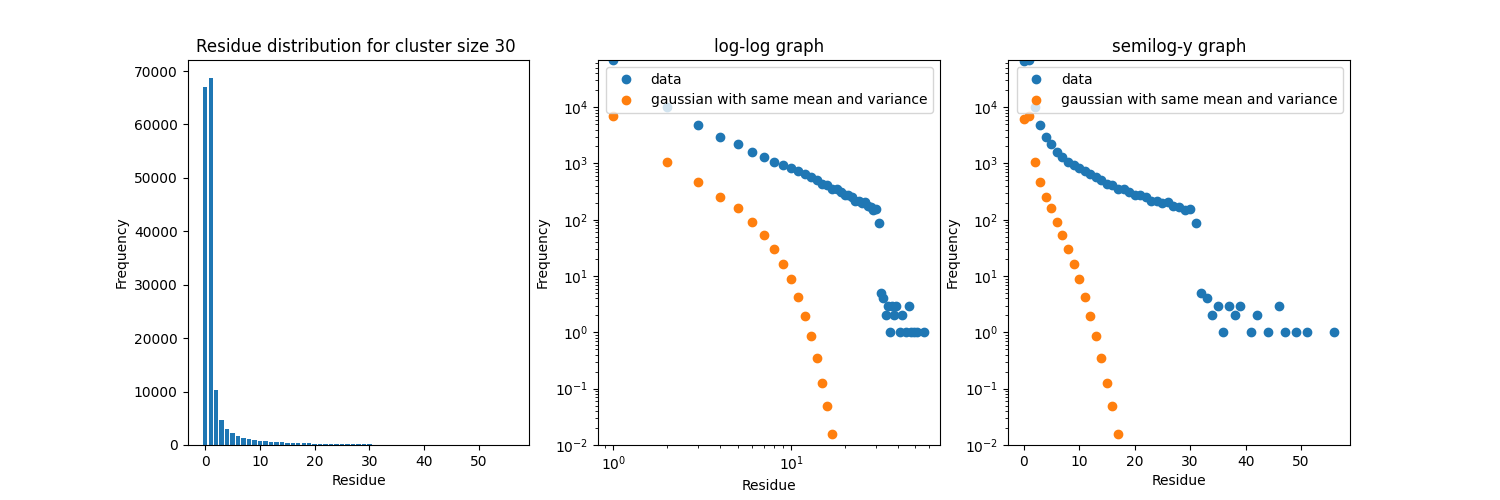 Residue distribution for cluster size 30
Frequency
70000
60000
50000
40000
30000
20000
10000
0
0 10 20 30 40 50
Residue
log-log graph
data
gaussian with same mean and variance
Frequency
10^4
10^3
10^2
10^1
10^0
10^-1
10^-2
10^0 10^1
Residue
semilog-y graph
data
gaussian with same mean and variance
Frequency
10^4
10^3
10^2
10^1
10^0
10^-1
10^-2
0 10 20 30 40 50
Residue